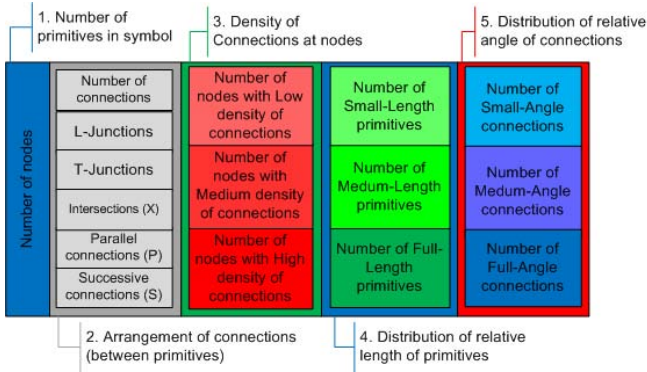 1. Number of
primitives in symbol
3. Density of
Connections at nodes
5. Distribution of relative
angle of connections
Number of nodes
Number of
connections
L-Junctions
T-Junctions
Intersections (X)
Parallel
connections (P)
Successive
connections (S)
Number of
nodes with Low
density of
connections
Number of
nodes with
Medium density
of connections
Number of
nodes with High
density of
connections
Number of
Small-Length
primitives
Number of
Medum-Length
primitives
Number of Full-
Length
primitives
Number of
Small-Angle
connections
Number of
Medum-Angle
connections
Number of
Full-Angle
connections
2. Arrangement of connections
(between primitives)
4. Distribution of relative
length of primitives